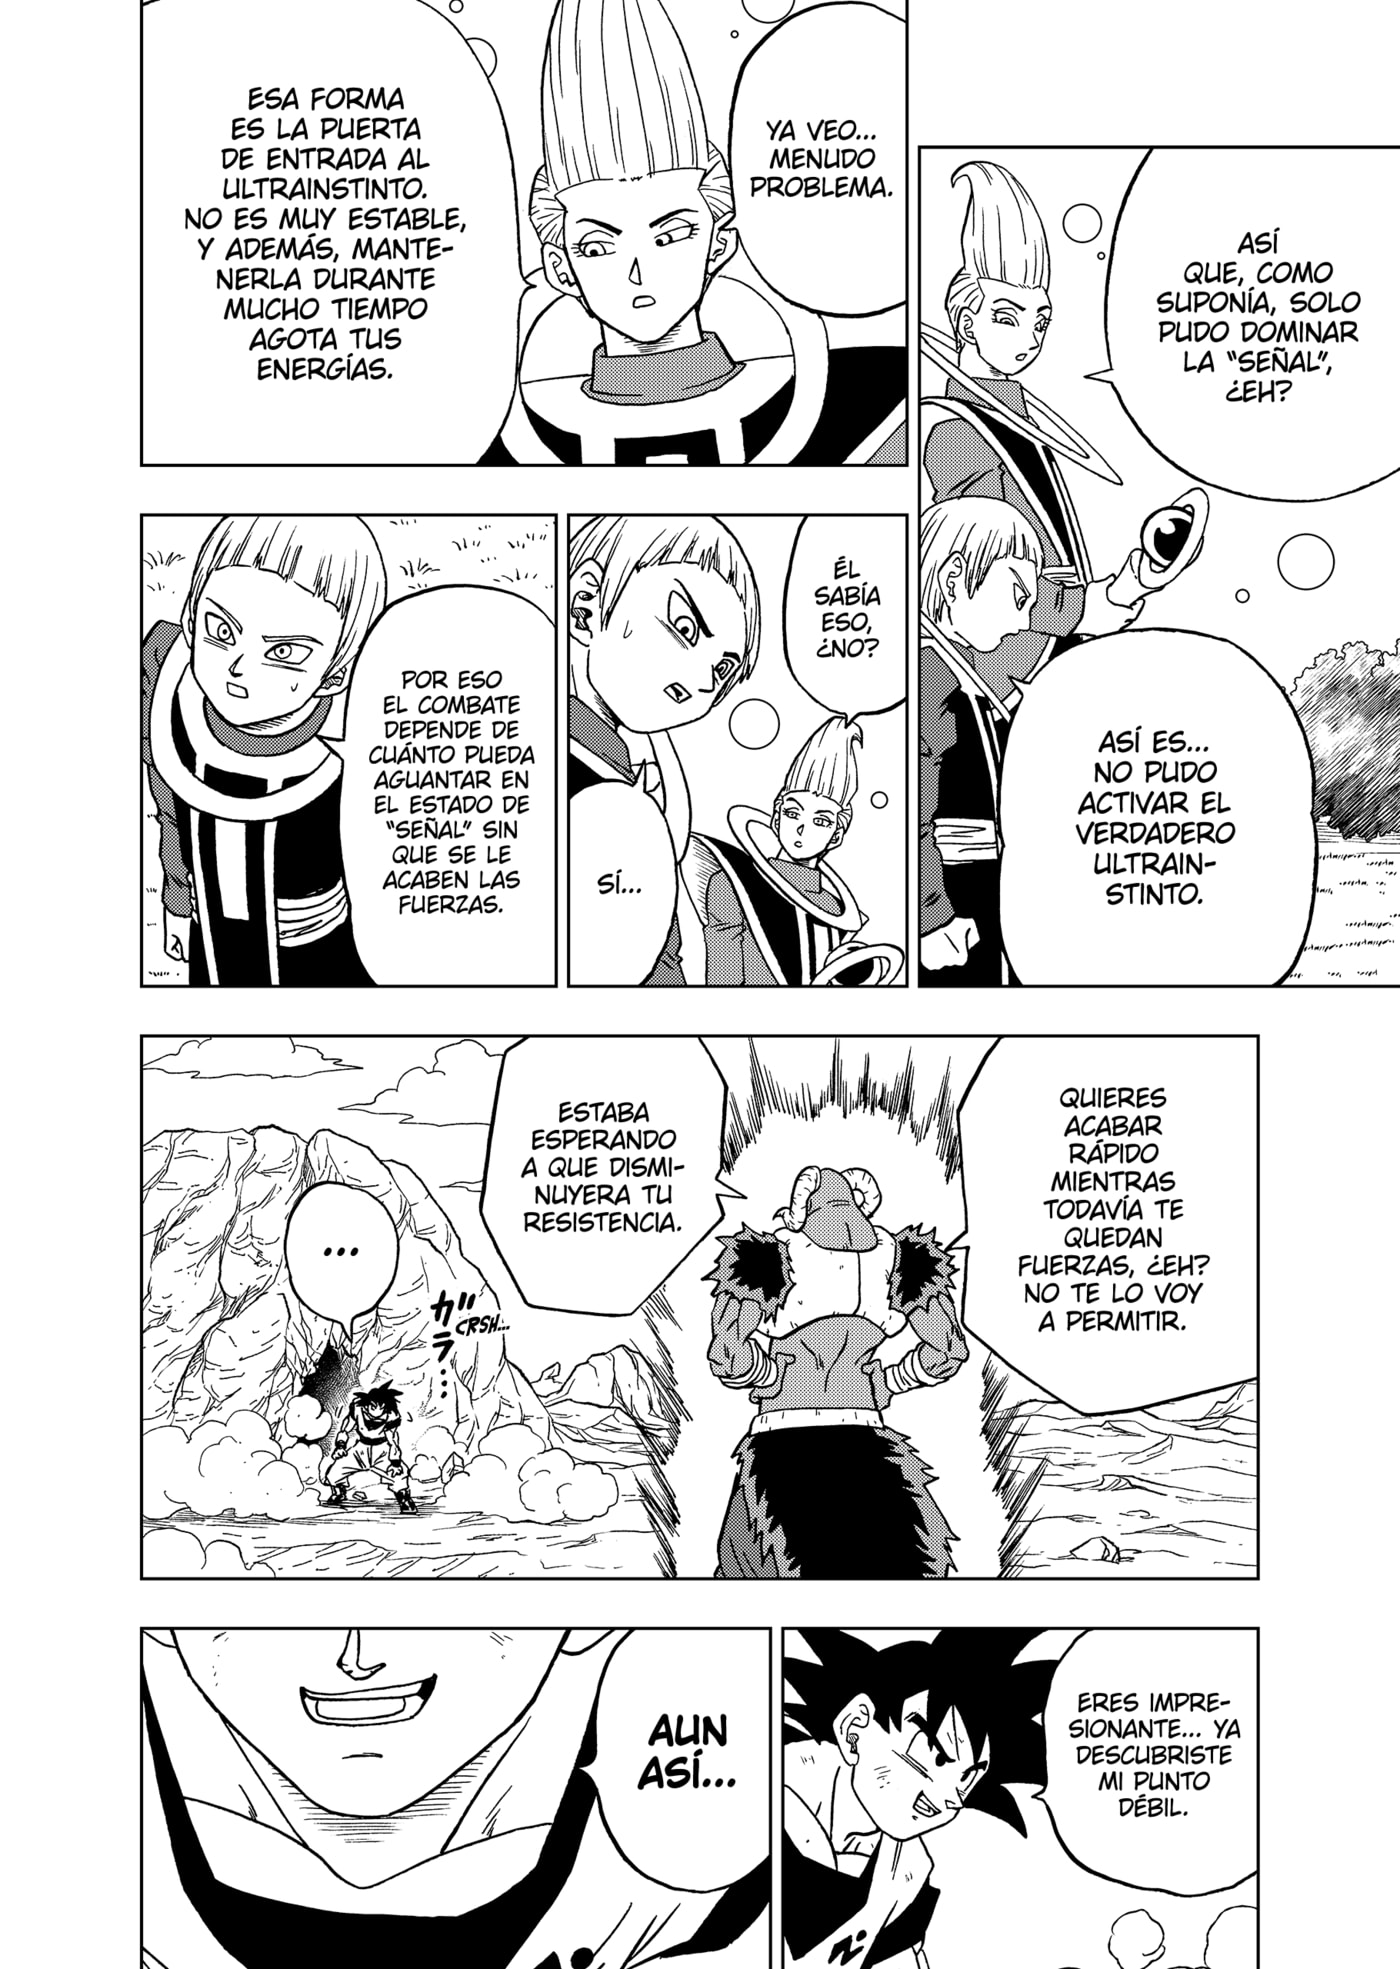 ASÍ
QUE, COMO
SUPONÍA, SOLO
PUDO DOMINAR
LA "SEÑAL",
¿EH?
ASÍ ES...
NO PUDO
ACTIVAR EL
VERDADERO
ULTRAIN-
STINTO.
YA VEO...
MENUDO
PROBLEMA.
ESA FORMA
ES LA PUERTA
DE ENTRADA AL
ULTRAINSTINTO.
NO ES MUY ESTABLE,
Y ADEMÁS, MANTE-
NERLA DURANTE
MUCHO TIEMPO
AGOTA TUS
ENERGÍAS.
ÉL
SABÍA
ESO,
¿NO?
SÍ...
POR ESO
EL COMBATE
DEPENDE DE
CUÁNTO PUEDA
AGUANTAR EN
EL ESTADO DE
"SEÑAL" SIN
QUE SE LE
ACABEN LAS
FUERZAS.
QUIERES
ACABAR
RÁPIDO
MIENTRAS
TODAVÍA TE
QUEDAN
FUERZAS, ¿EH?
NO TE LO VOY
A PERMITIR.
ESTABA
ESPERANDO
A QUE DISMI-
NUYERA TU
RESISTENCIA.
...
ガラ...
CRSH...
ERES IMPRE-
SIONANTE... YA
DESCUBRISTE
MI PUNTO
DÉBIL.
AUN
ASÍ...